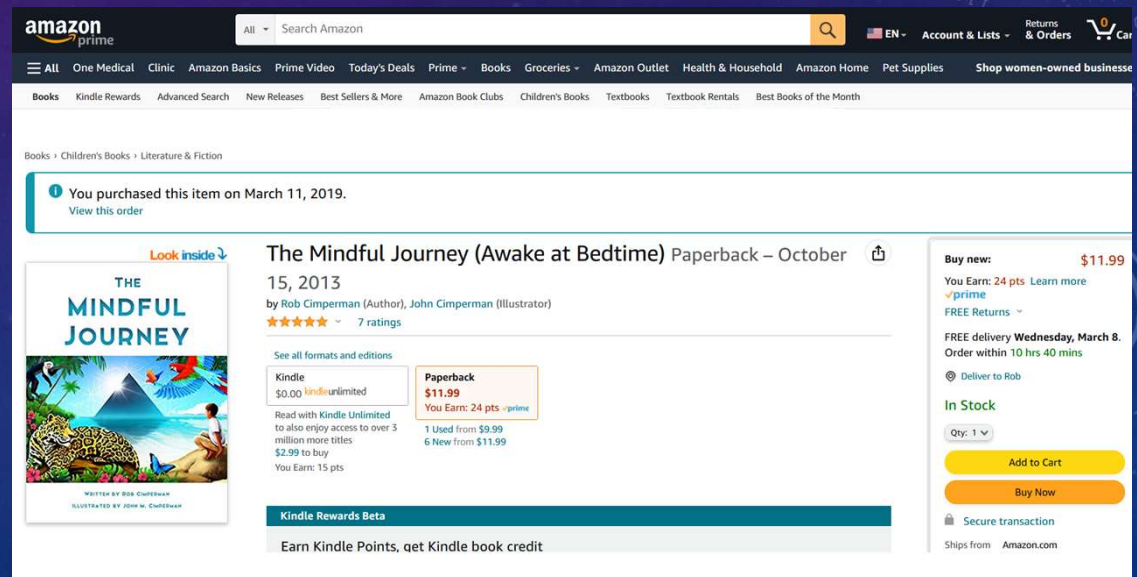 amazon
prime
All
Search Amazon
EN
Account & Lists
Returns
& Orders
0
Car
All One Medical Clinic Amazon Basics Prime Video Today's Deals Prime Books Groceries Amazon Outlet Health & Household Amazon Home Pet Supplies Shop women-owned businesse
Books Kindle Rewards Advanced Search New Releases Best Sellers & More Amazon Book Clubs Children's Books Textbooks Textbook Rentals Best Books of the Month
Books › Children's Books › Literature & Fiction
You purchased this item on March 11, 2019.
View this order
Look inside
THE
MINDFUL
JOURNEY
WRITTEN BY ROB CIMPERMAN
ILLUSTRATED BY JOHN M. CIMPERMAN
The Mindful Journey (Awake at Bedtime) Paperback – October
15, 2013
by Rob Cimperman (Author), John Cimperman (Illustrator)
7 ratings
See all formats and editions
Kindle
$0.00 kindleunlimited
Read with Kindle Unlimited
to also enjoy access to over 3
million more titles
$2.99 to buy
You Earn: 15 pts
Paperback
$11.99
You Earn: 24 pts prime
1 Used from $9.99
6 New from $11.99
Kindle Rewards Beta
Earn Kindle Points, get Kindle book credit
Buy new: $11.99
You Earn: 24 pts Learn more
prime
FREE Returns
FREE delivery Wednesday, March 8.
Order within 10 hrs 40 mins
Deliver to Rob
In Stock
Qty: 1
Add to Cart
Buy Now
Secure transaction
Ships from Amazon.com